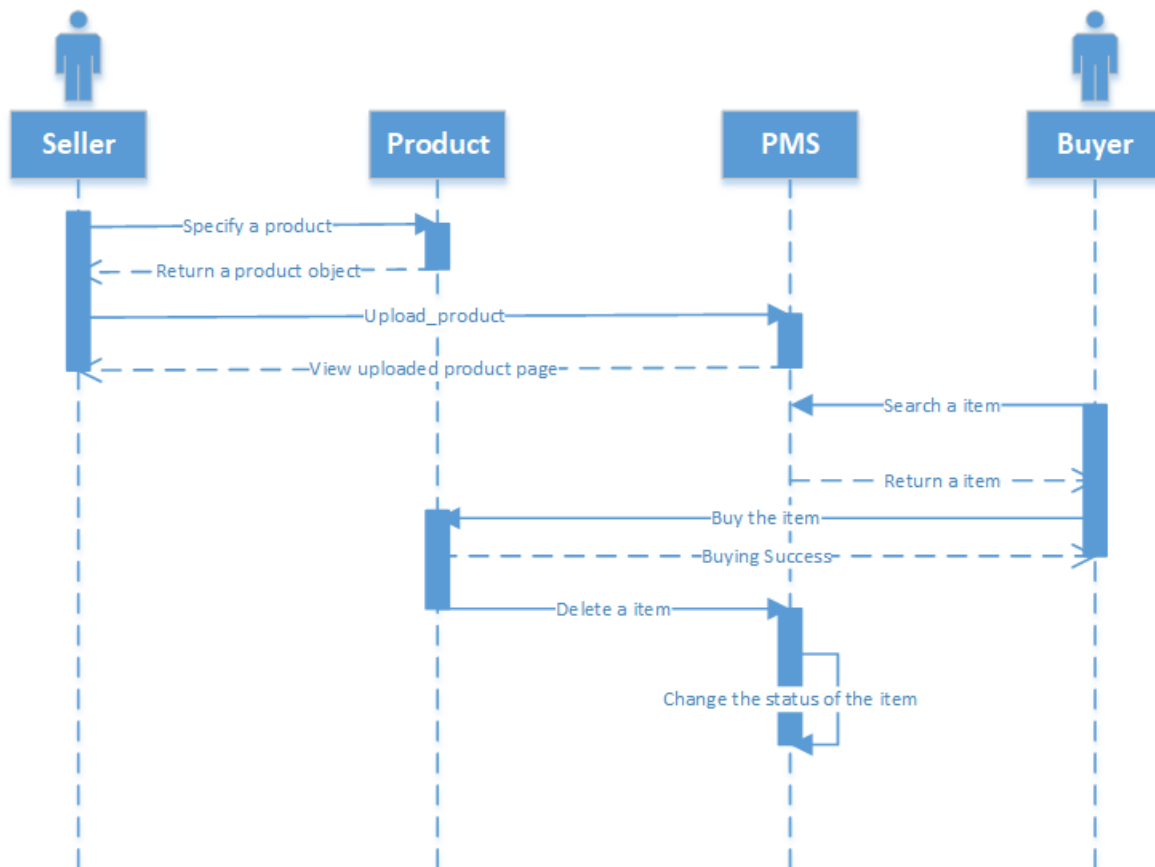 Seller
Product
PMS
Buyer
Specify a product
Return a product object
Upload_product
View uploaded product page
Search a item
Return a item
Buy the item
Buying Success
Delete a item
Change the status of the item